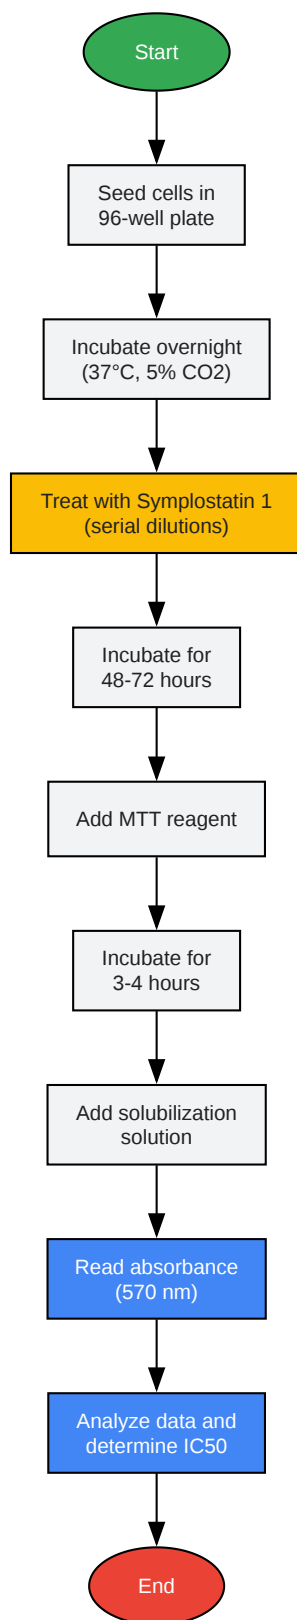 Start
Seed cells in
96-well plate
Incubate overnight
(37°C, 5% CO2)
Treat with Symplostatin 1
(serial dilutions)
Incubate for
48-72 hours
Add MTT reagent
Incubate for
3-4 hours
Add solubilization
solution
Read absorbance
(570 nm)
Analyze data and
determine IC50
End